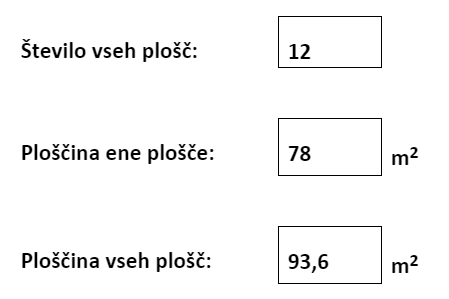 Število vseh plošč: 12
Ploščina ene plošče: 78 m²
Ploščina vseh plošč: 93,6 m²